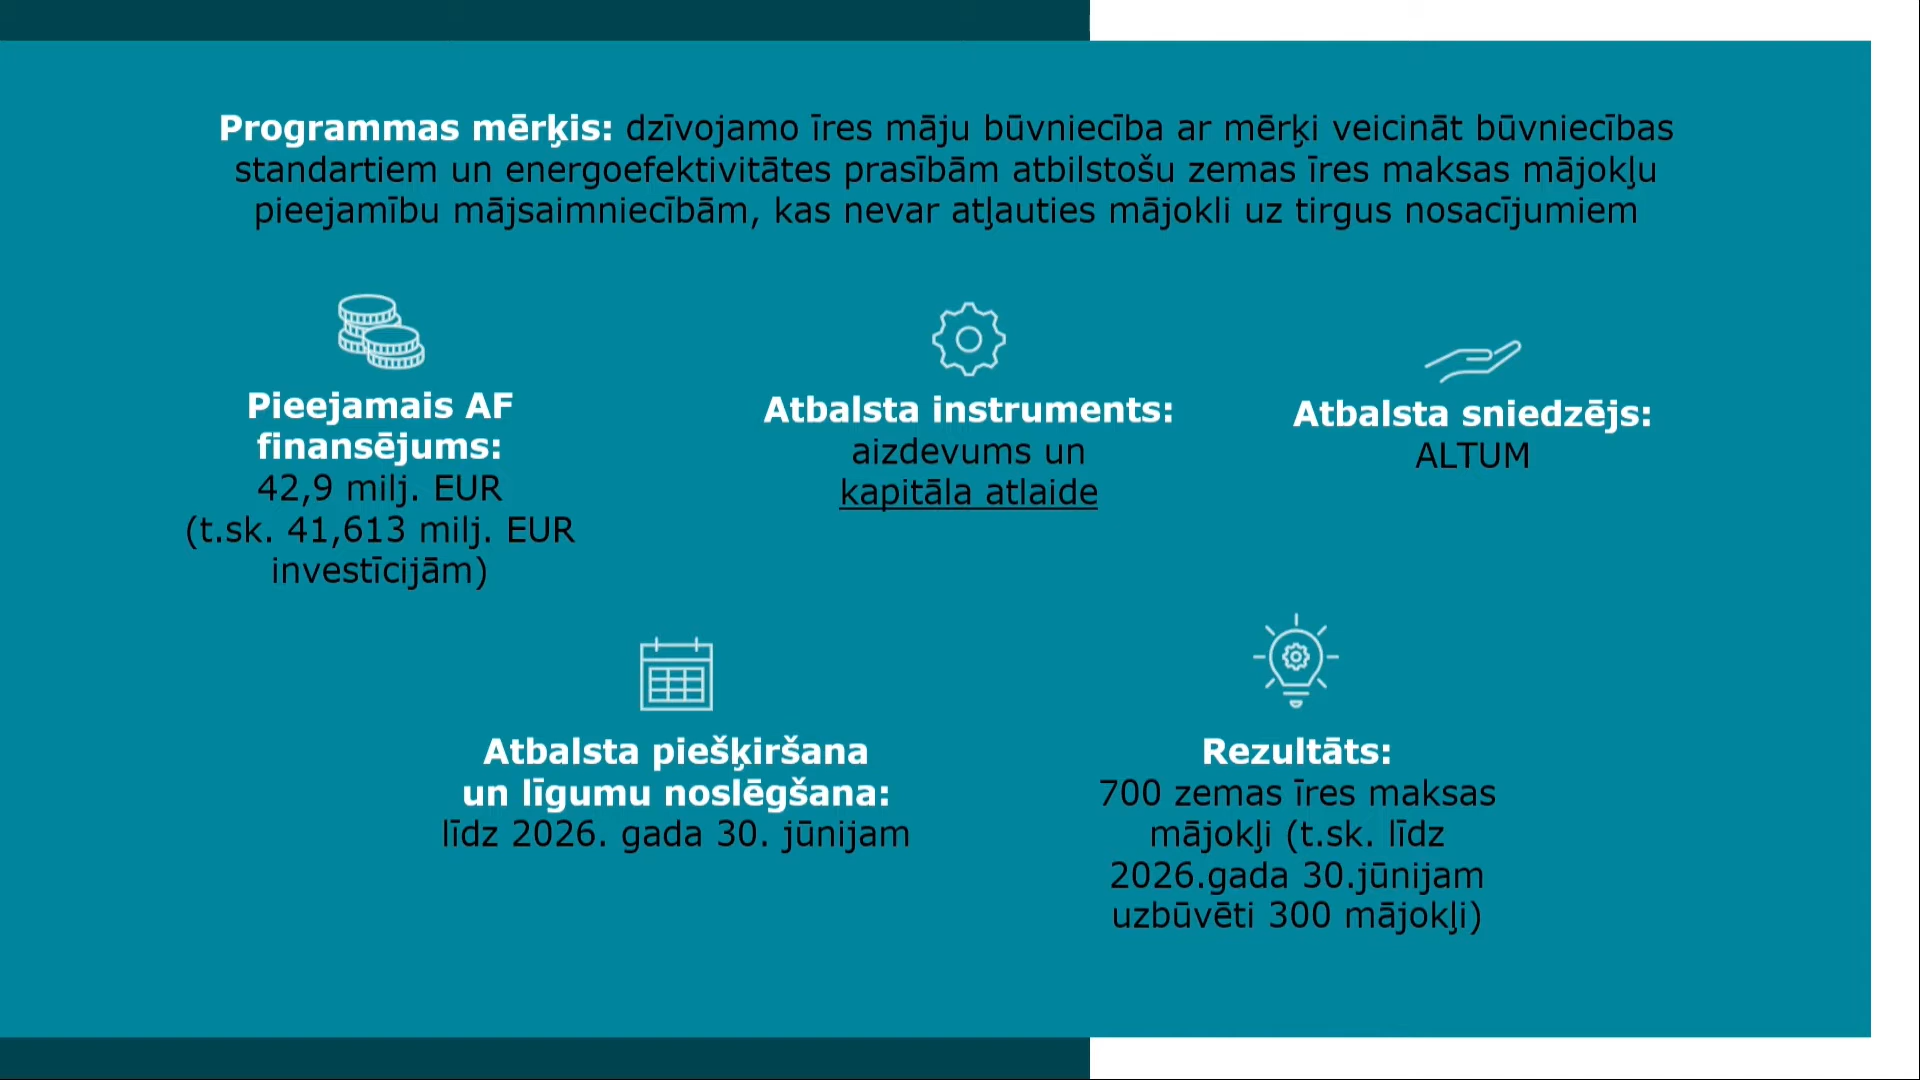 Programmas mērķis: dzīvojamo īres māju būvniecība ar mērķi veicināt būvniecības
standartiem un energoefektivitātes prasībām atbilstošu zemas īres maksas mājokļu
pieejamību mājsaimniecībām, kas nevar atļauties mājokli uz tirgus nosacījumiem
Pieejamais AF
finansējums:
42,9 milj. EUR
(t.sk. 41,613 milj. EUR
investīcijām)
Atbalsta instruments:
aizdevums un
kapitāla atlaide
Atbalsta sniedzējs:
ALTUM
Atbalsta piešķiršana
un līgumu noslēgšana:
līdz 2026. gada 30. jūnijam
Rezultāts:
700 zemas īres maksas
mājokļi (t.sk. līdz
2026.gada 30.jūnijam
uzbūvēti 300 mājokļi)